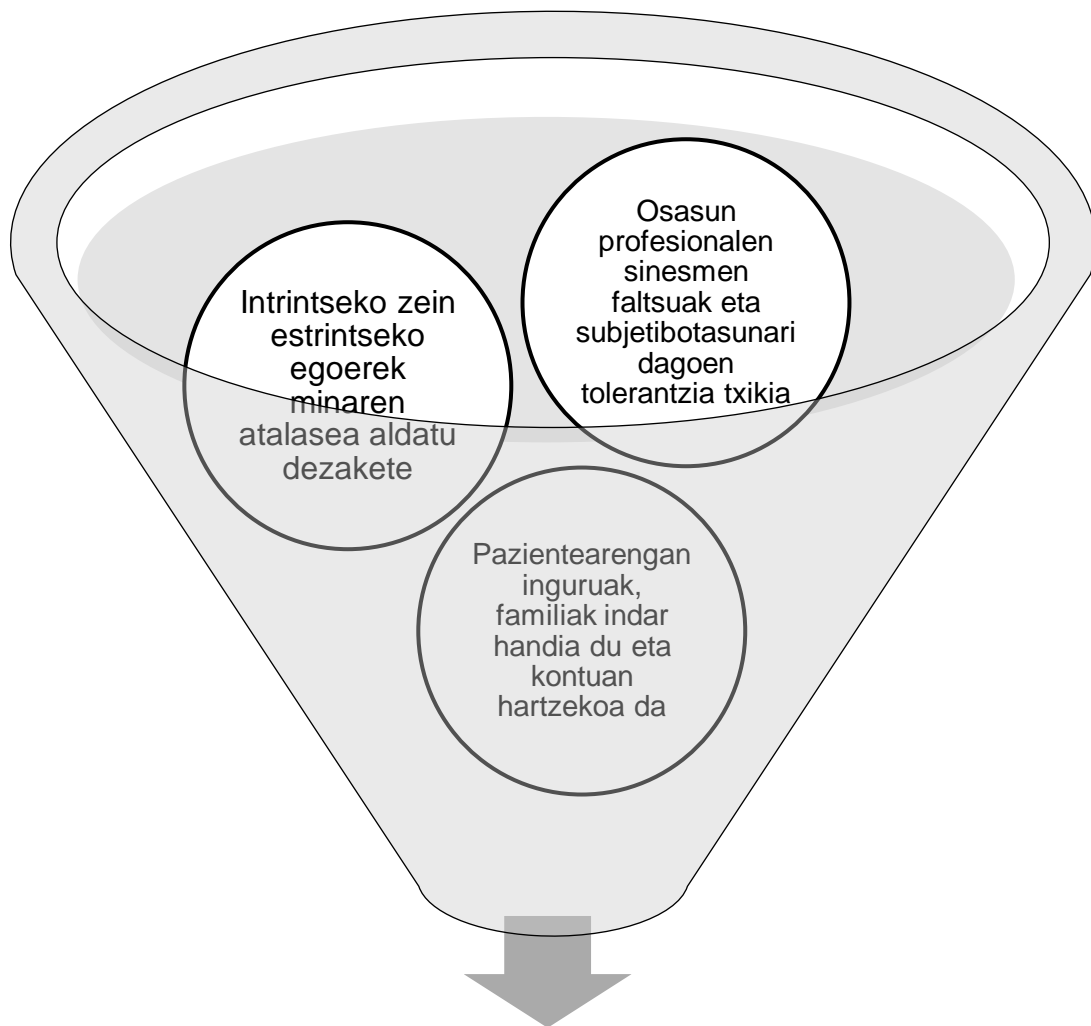 Intrintseko zein
estrintseko
egoerek
minaren
atalasea aldatu
dezakete
Osasun
profesionalen
sinesmen
faltsuak eta
subjetibotasunari
dagoen
tolerantzia txikia
Pazientearengan
inguruak,
familiak indar
handia du eta
kontuan
hartzekoa da